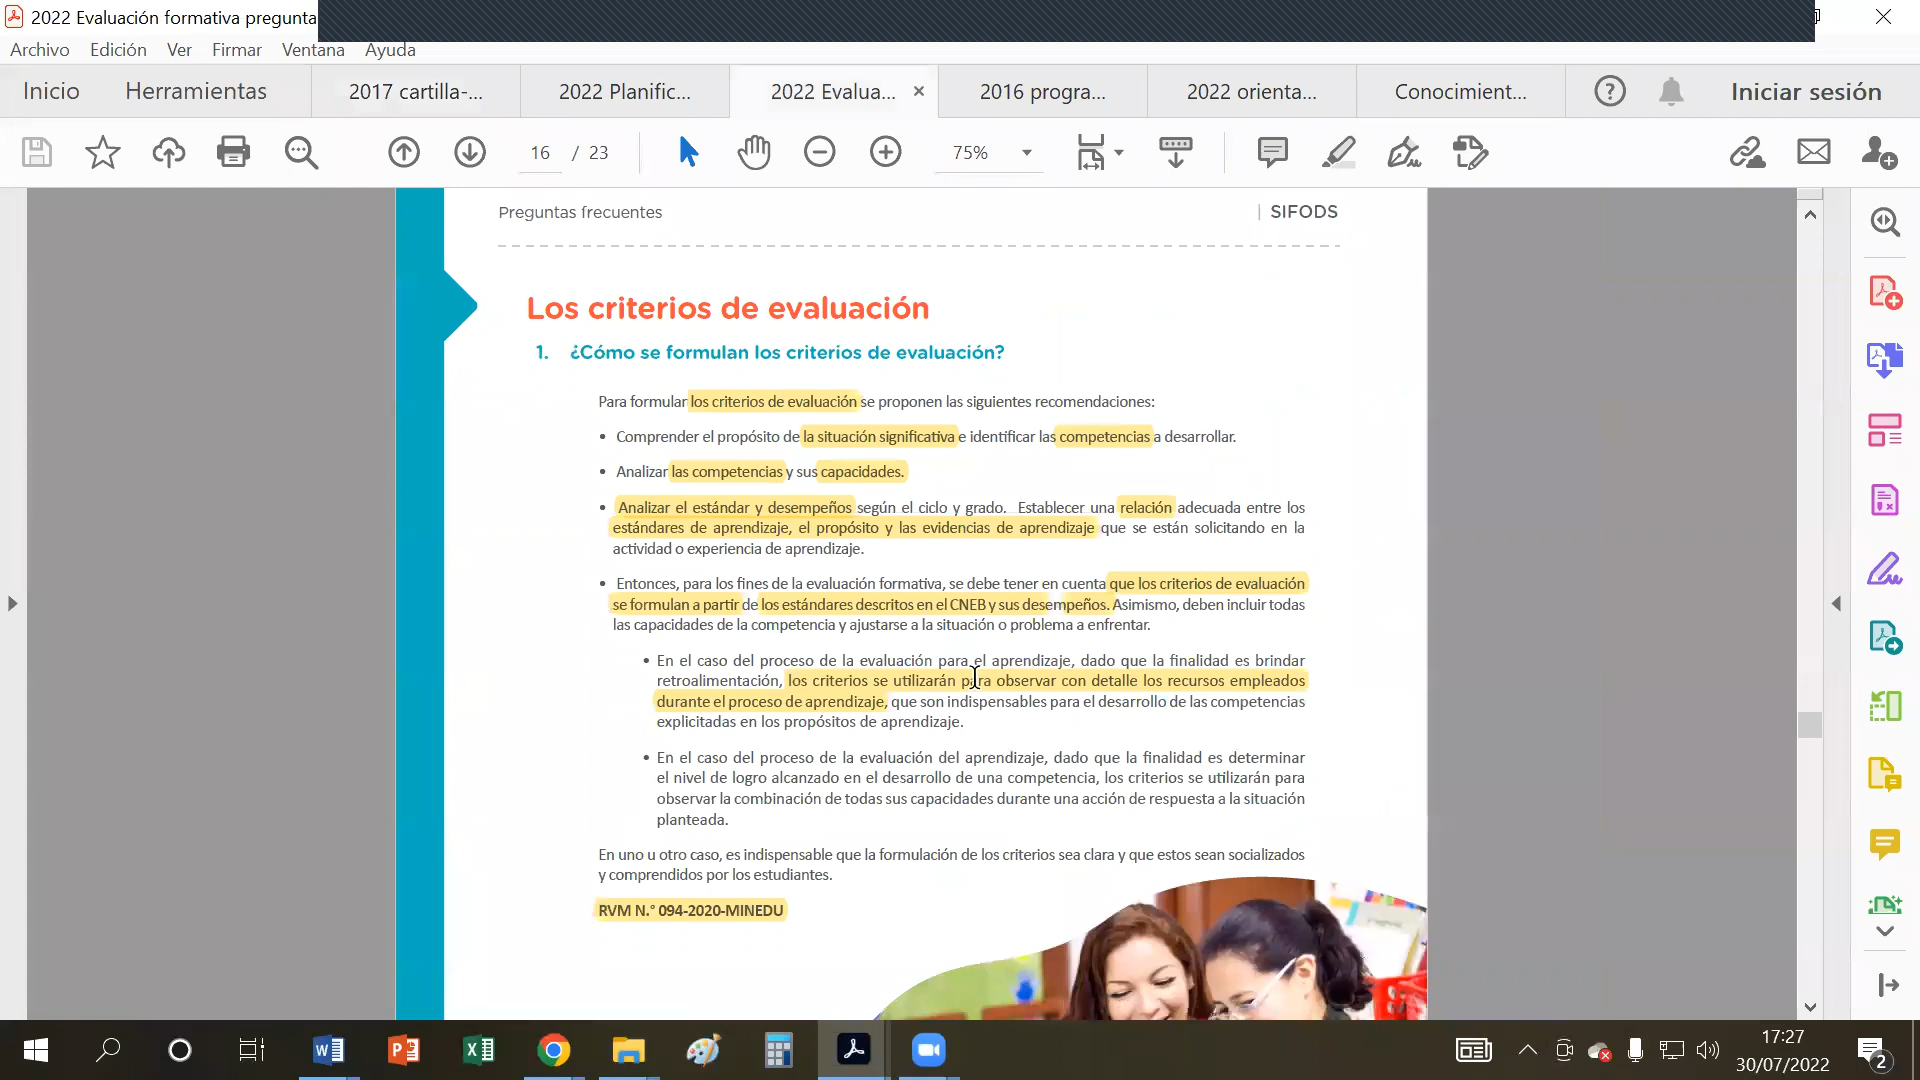 2022 Evaluación formativa pregunta
Archivo Edición Ver Firmar Ventana Ayuda
Inicio Herramientas 2017 cartilla-... 2022 Planific... 2022 Evalua... 2016 progra... 2022 orienta... Conocimient... Iniciar sesión
16 / 23 75%
Preguntas frecuentes | SIFODS
Los criterios de evaluación
1. ¿Cómo se formulan los criterios de evaluación?
Para formular los criterios de evaluación se proponen las siguientes recomendaciones:
• Comprender el propósito de la situación significativa e identificar las competencias a desarrollar.
• Analizar las competencias y sus capacidades.
• Analizar el estándar y desempeños según el ciclo y grado. Establecer una relación adecuada entre los
estándares de aprendizaje, el propósito y las evidencias de aprendizaje que se están solicitando en la
actividad o experiencia de aprendizaje.
• Entonces, para los fines de la evaluación formativa, se debe tener en cuenta que los criterios de evaluación
se formulan a partir de los estándares descritos en el CNEB y sus desempeños. Asimismo, deben incluir todas
las capacidades de la competencia y ajustarse a la situación o problema a enfrentar.
• En el caso del proceso de la evaluación para el aprendizaje, dado que la finalidad es brindar
retroalimentación, los criterios se utilizarán para observar con detalle los recursos empleados
durante el proceso de aprendizaje, que son indispensables para el desarrollo de las competencias
explicitadas en los propósitos de aprendizaje.
• En el caso del proceso de la evaluación del aprendizaje, dado que la finalidad es determinar
el nivel de logro alcanzado en el desarrollo de una competencia, los criterios se utilizarán para
observar la combinación de todas sus capacidades durante una acción de respuesta a la situación
planteada.
En uno u otro caso, es indispensable que la formulación de los criterios sea clara y que estos sean socializados
y comprendidos por los estudiantes.
RVM N.° 094-2020-MINEDU
17:27
30/07/2022
2